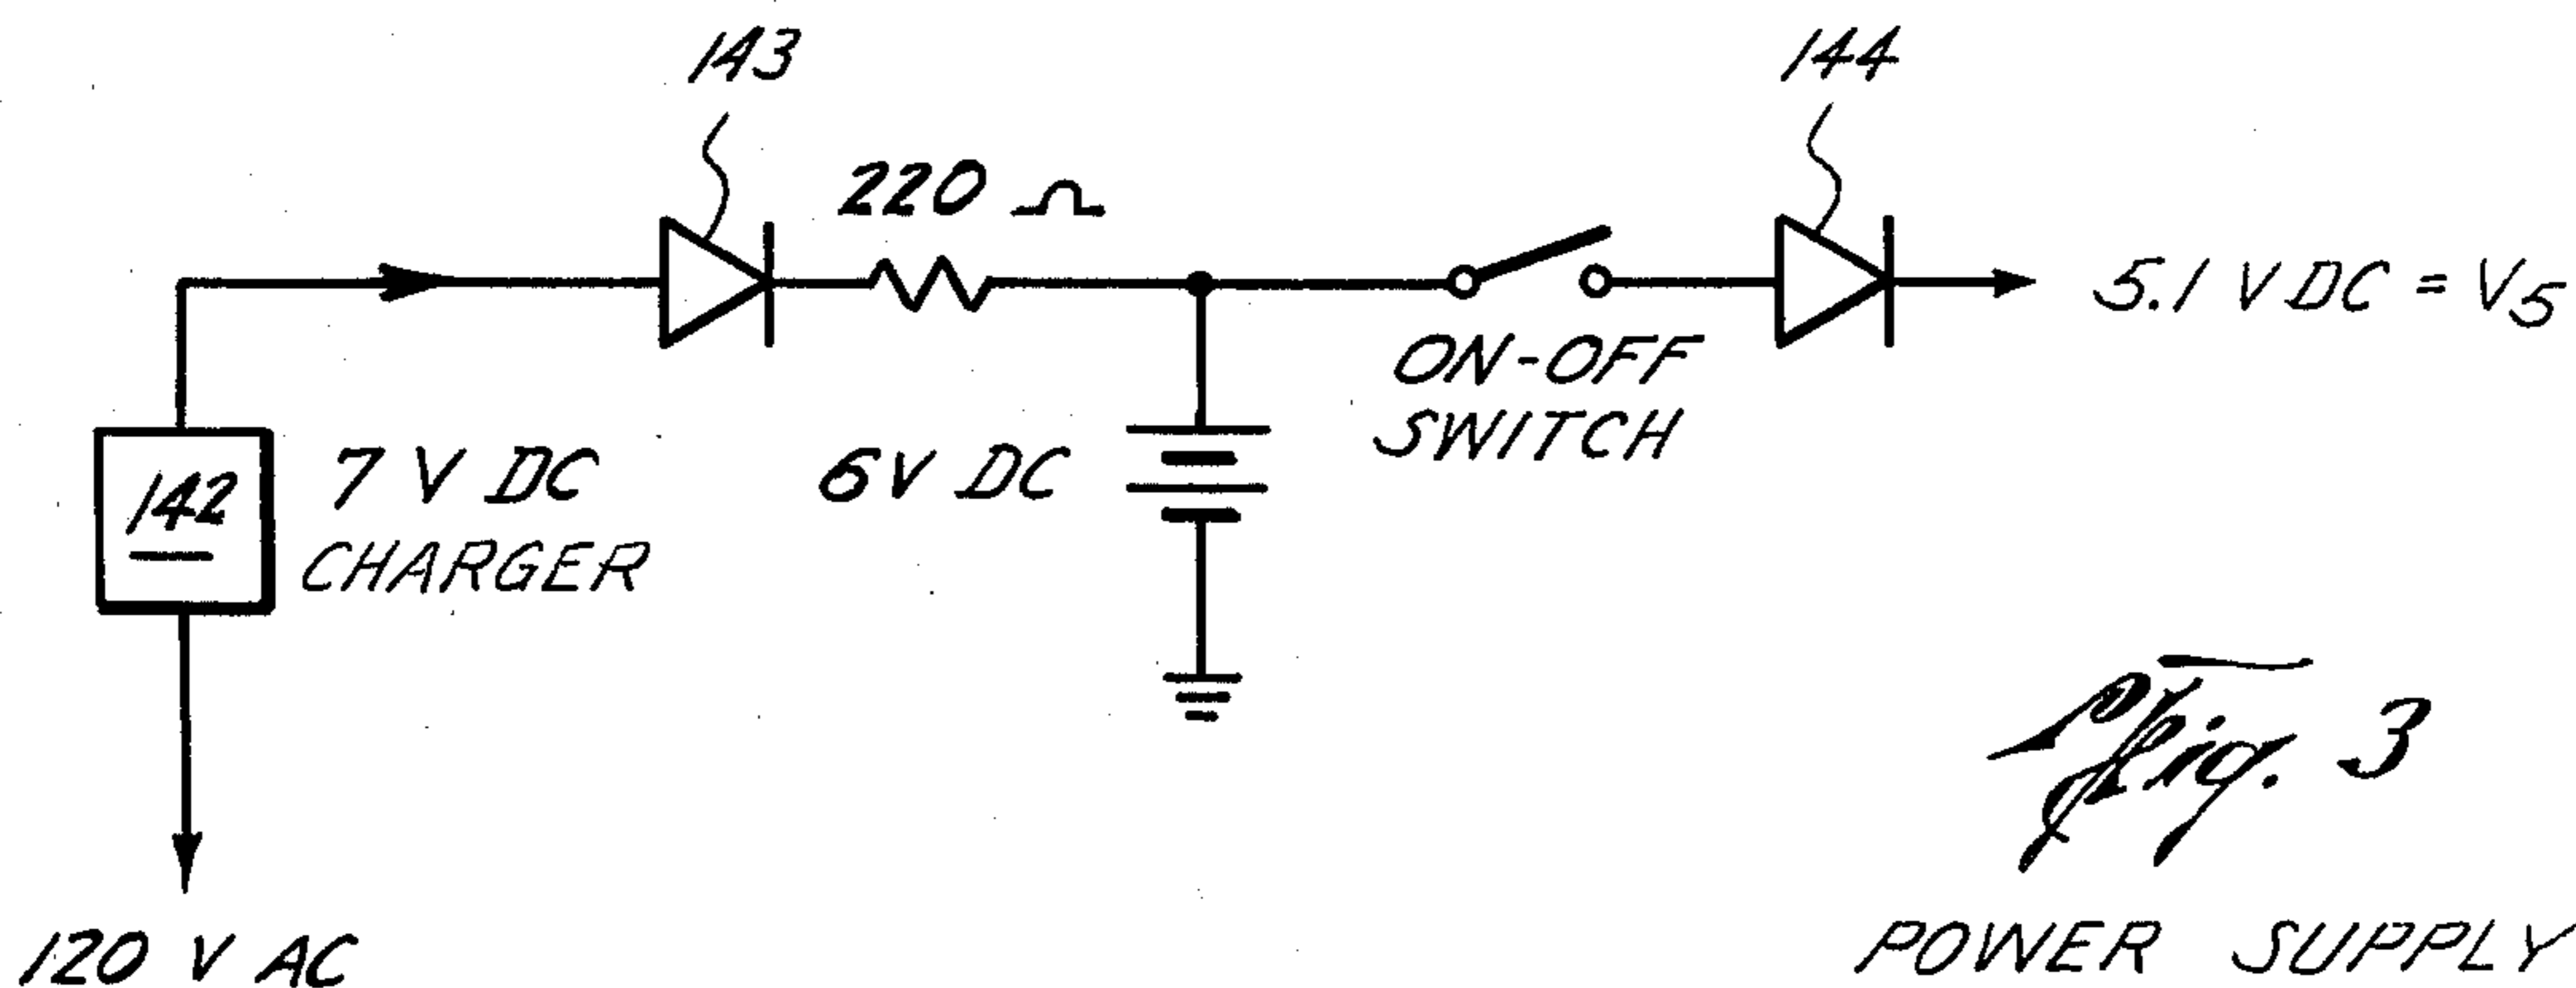 143
144
220 Ω
5.1 V DC = V5
ON-OFF
SWITCH
7 V DC
CHARGER
142
6V DC
Fig. 3
120 V AC
POWER SUPPLY